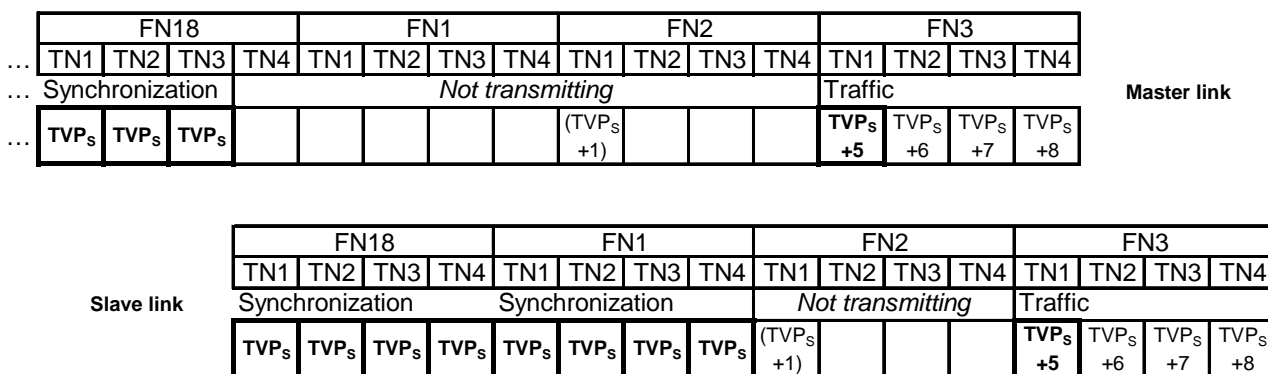 FN18 FN1 FN2 FN3
… TN1 TN2 TN3 TN4 TN1 TN2 TN3 TN4 TN1 TN2 TN3 TN4 TN1 TN2 TN3 TN4
… Synchronization Not transmitting Traffic Master link
… TVPS TVPS TVPS (TVPS TVPS TVPS TVPS TVPS
+1) +5 +6 +7 +8
FN18 FN1 FN2 FN3
TN1 TN2 TN3 TN4 TN1 TN2 TN3 TN4 TN1 TN2 TN3 TN4 TN1 TN2 TN3 TN4
Slave link Synchronization Synchronization Not transmitting Traffic
TVPS TVPS TVPS TVPS TVPS TVPS TVPS TVPS (TVPS TVPS TVPS TVPS TVPS
+1) +5 +6 +7 +8